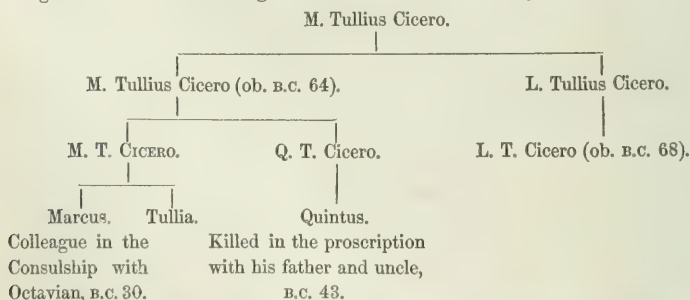 M. Tullius Cicero.
M. Tullius Cicero (ob. B.C. 64). L. Tullius Cicero.
M. T. CICERO. Q. T. Cicero. L. T. Cicero (ob. B.C. 68).
Marcus. Tullia. Quintus.
Colleague in the Killed in the proscription
Consulship with with his father and uncle,
Octavian, B.C. 30. B.C. 43.